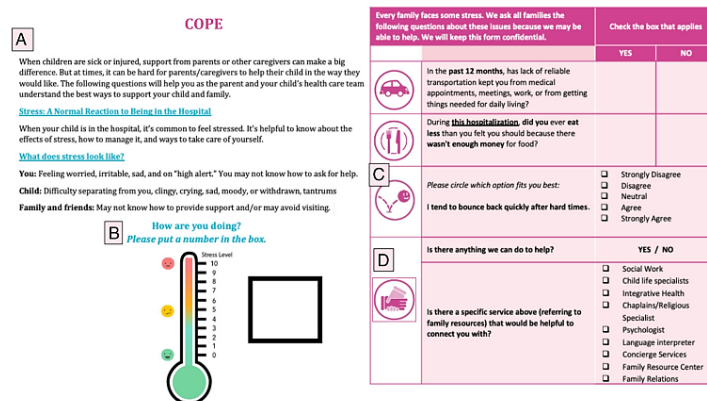 COPE
A
When children are sick or injured, support from parents or other caregivers can make a big
difference. But at times, it can be hard for parents/caregivers to help their child in the way they
would like. The following questions will help you as the parent and your child's health care team
understand the best ways to support your child and family.
Stress: A Normal Reaction to Being in the Hospital
When your child is in the hospital, it's common to feel stressed. It's helpful to know about the
effects of stress, how to manage it, and ways to take care of yourself.
What does stress look like?
You: Feeling worried, irritable, sad, and on "high alert." You may not know how to ask for help.
Child: Difficulty separating from you, clingy, crying, sad, moody, or withdrawn, tantrums
Family and friends: May not know how to provide support and/or may avoid visiting.
B
How are you doing?
Please put a number in the box.
Stress Level
10
9
8
7
6
5
4
3
2
1
0
Every family faces some stress. We ask all families the
following questions about these issues because we may be
able to help. We will keep this form confidential.
Check the box that applies
YES
NO
In the past 12 months, has lack of reliable
transportation kept you from medical
appointments, meetings, work, or from getting
things needed for daily living?
During this hospitalization, did you ever eat
less than you felt you should because there
wasn't enough money for food?
C
Please circle which option fits you best:
I tend to bounce back quickly after hard times.
Strongly Disagree
Disagree
Neutral
Agree
Strongly Agree
D
Is there anything we can do to help?
YES / NO
Is there a specific service above (referring to
family resources) that would be helpful to
connect you with?
Social Work
Child life specialists
Integrative Health
Chaplains/Religious
Specialist
Psychologist
Language interpreter
Concierge Services
Family Resource Center
Family Relations